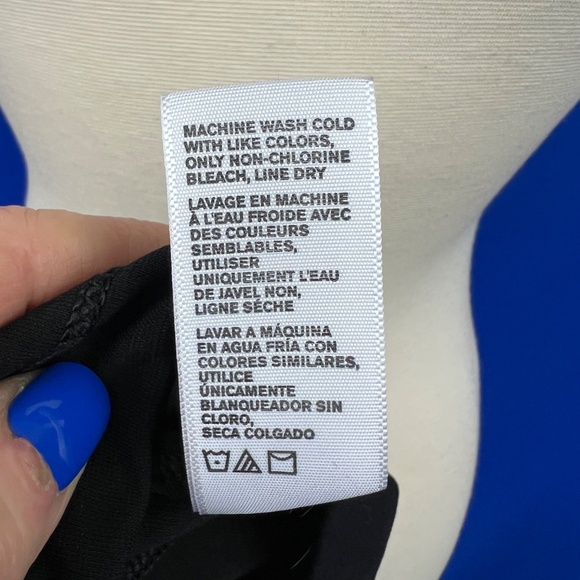 MACHINE WASH COLD
WITH LIKE COLORS,
ONLY NON-CHLORINE
BLEACH, LINE DRY
LAVAGE EN MACHINE
À L'EAU FROIDE AVEC
DES COULEURS
SEMBLABLES,
UTILISER
UNIQUEMENT L'EAU
DE JAVEL NON,
LIGNE SÉCHE
LAVAR A MÁQUINA
EN AGUA FRÍA CON
COLORES SIMILARES,
UTILICE
ÚNICAMENTE
BLANQUEADOR SIN
CLORO,
SECA COLGADO